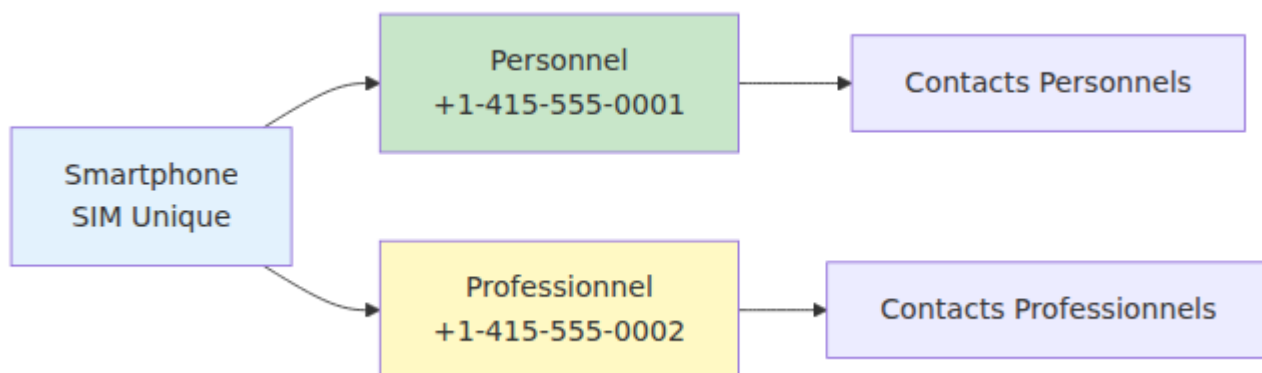 Smartphone
SIM Unique
Personnel
+1-415-555-0001
Contacts Personnels
Professionnel
+1-415-555-0002
Contacts Professionnels